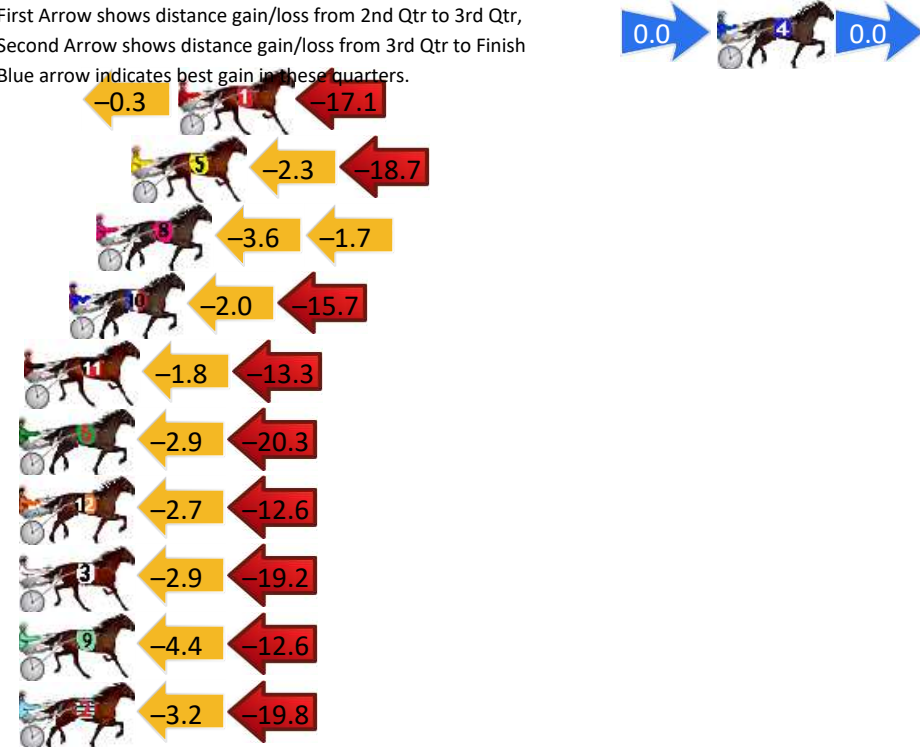 First Arrow shows distance gain/loss from 2nd Qtr to 3rd Qtr,
0.0 4 0.0
Second Arrow shows distance gain/loss from 3rd Qtr to Finish
Blue arrow indicates best gain in these quarters.
–0.3 1 –17.1
5 –2.3 –18.7
8 –3.6 –1.7
10 –2.0 –15.7
11 –1.8 –13.3
6 –2.9 –20.3
12 –2.7 –12.6
3 –2.9 –19.2
9 –4.4 –12.6
2 –3.2 –19.8